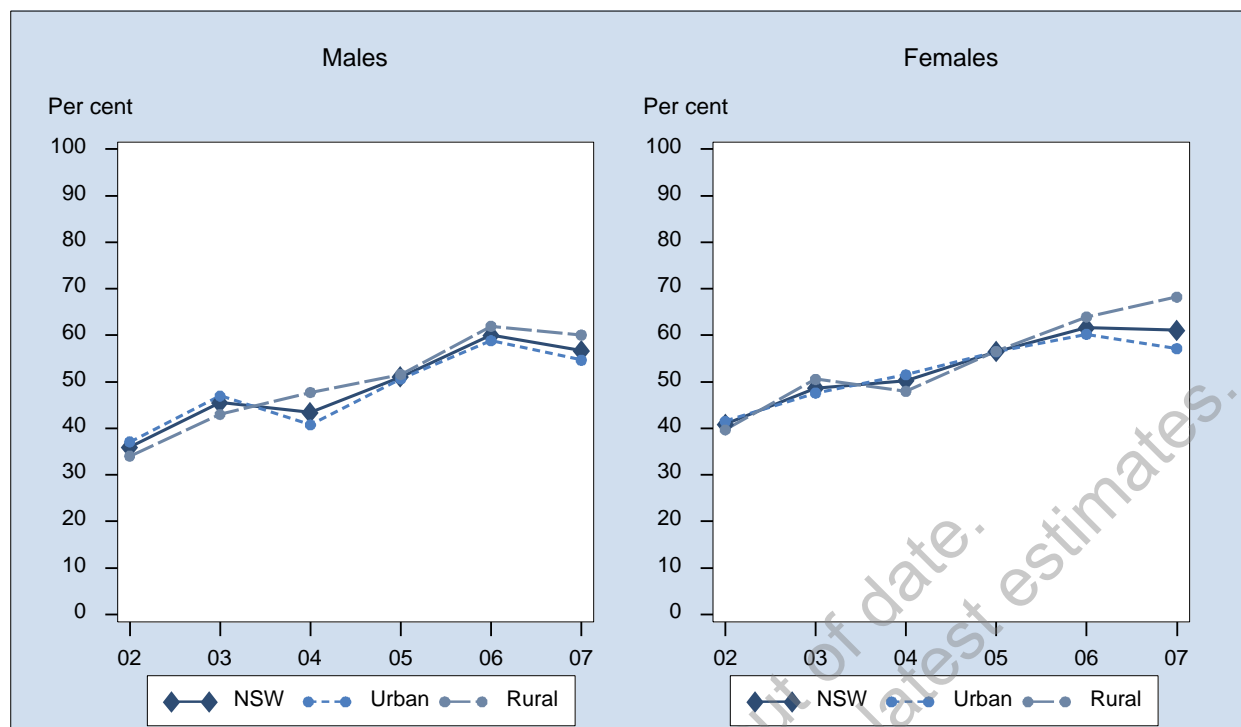 Males
Per cent
100
90
80
70
60
50
40
30
20
10
0
02 03 04 05 06 07
NSW Urban Rural
Females
Per cent
100
90
80
70
60
50
40
30
20
10
0
02 03 04 05 06 07
NSW Urban Rural
out of date.
latest estimates.